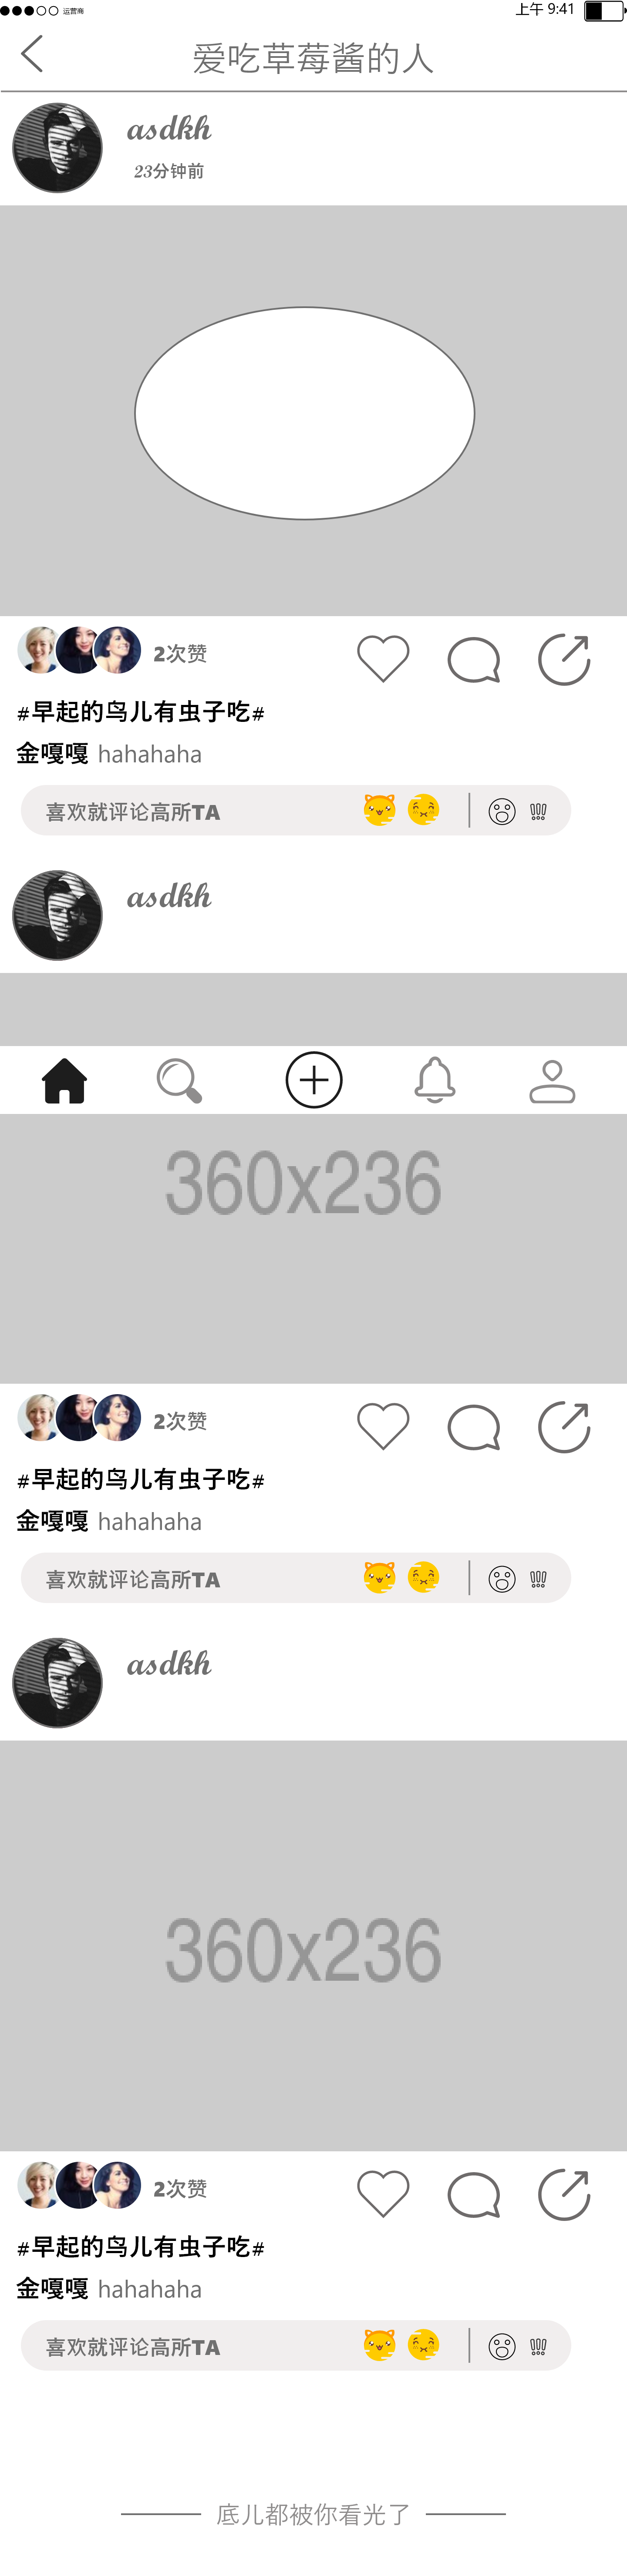 运营商 上午 9:41
爱吃草莓酱的人
asdkh
23分钟前
2次赞
#早起的鸟儿有虫子吃#
金嘎嘎 hahahaha
喜欢就评论高所TA
asdkh
360x236
2次赞
#早起的鸟儿有虫子吃#
金嘎嘎 hahahaha
喜欢就评论高所TA
asdkh
360x236
2次赞
#早起的鸟儿有虫子吃#
金嘎嘎 hahahaha
喜欢就评论高所TA
底儿都被你看光了